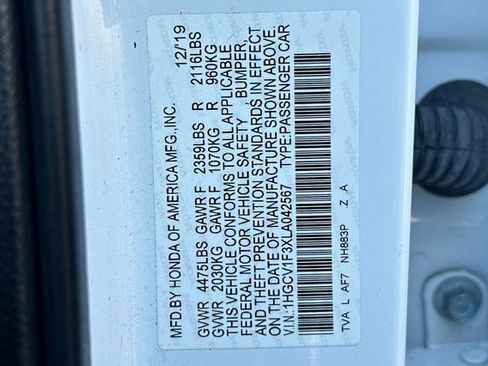 MFD.BY HONDA OF AMERICA MFG.,INC. 12/19
GVWR 4475LBS GAWR F 2359LBS R 2116LBS
GVWR 2030KG GAWR F 1070KG R 960KG
THIS VEHICLE CONFORMS TO ALL APPLICABLE
FEDERAL MOTOR VEHICLE SAFETY , BUMPER,
AND THEFT PREVENTION STANDARDS IN EFFECT
ON THE DATE OF MANUFACTURE SHOWN ABOVE.
V.I.N.: 1HGCV1F3XLA042567 TYPE:PASSENGER CAR
TVA L AF7 NH883P Z A